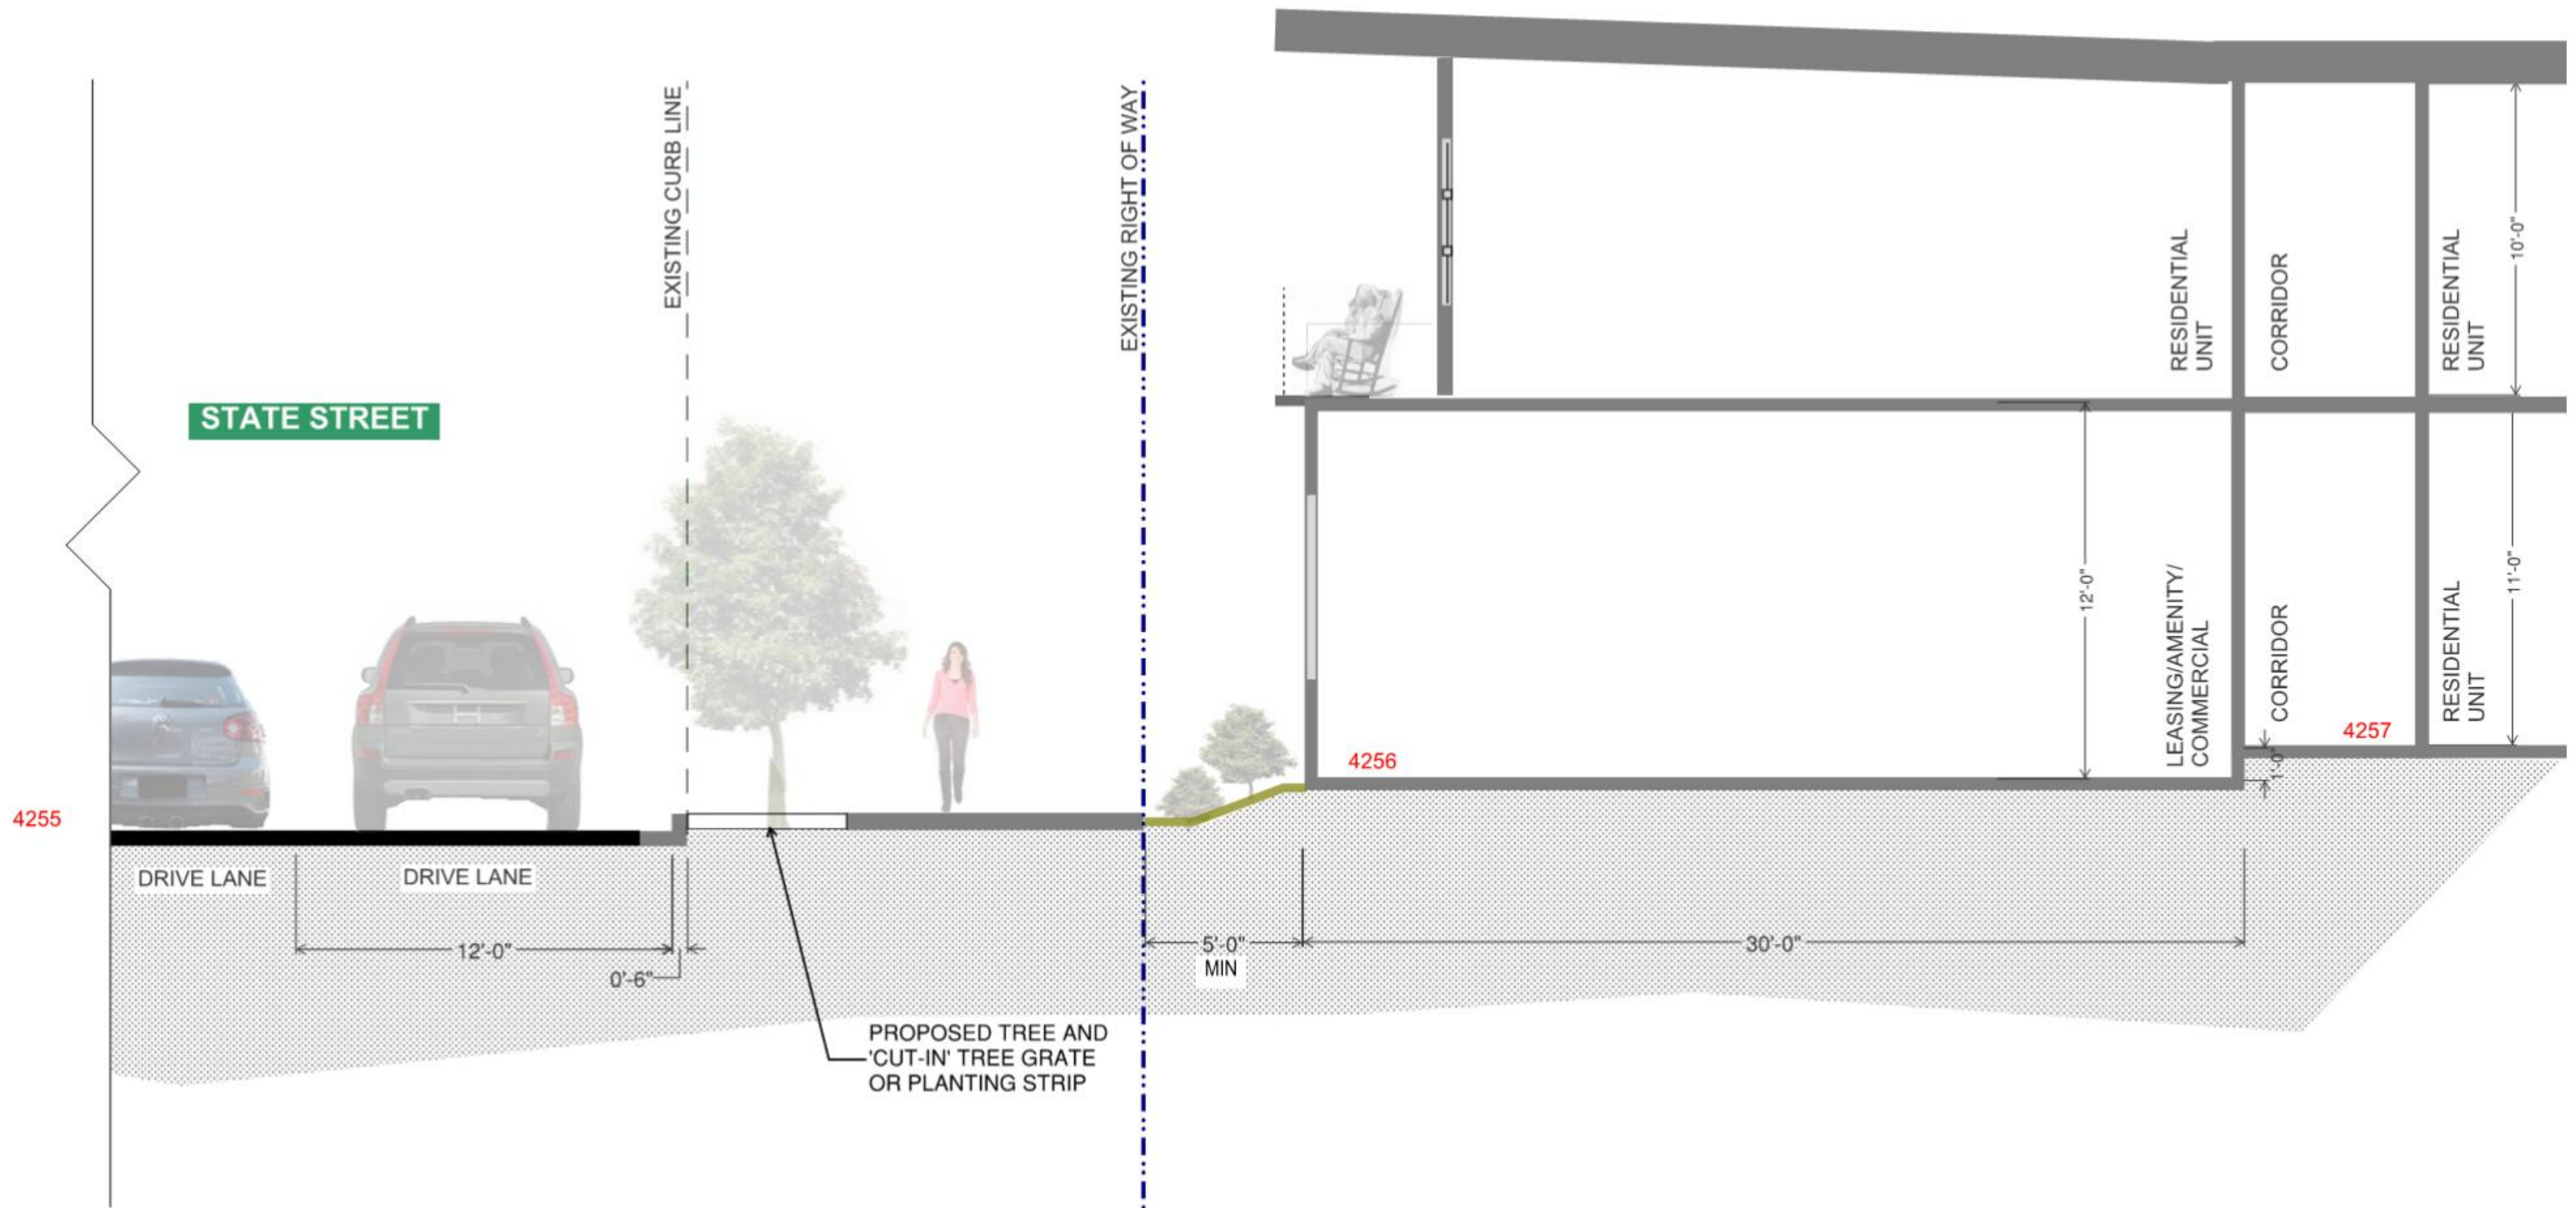 EXISTING CURB LINE
EXISTING RIGHT OF WAY
STATE STREET
RESIDENTIAL
UNIT
CORRIDOR
RESIDENTIAL
UNIT
10'-0"
12'-0"
LEASING/AMENITY/
COMMERCIAL
CORRIDOR
RESIDENTIAL
UNIT
11'-0"
4257
4256
1'-0"
4255
DRIVE LANE
DRIVE LANE
12'-0"
0'-6"
5'-0"
MIN
30'-0"
PROPOSED TREE AND
'CUT-IN' TREE GRATE
OR PLANTING STRIP